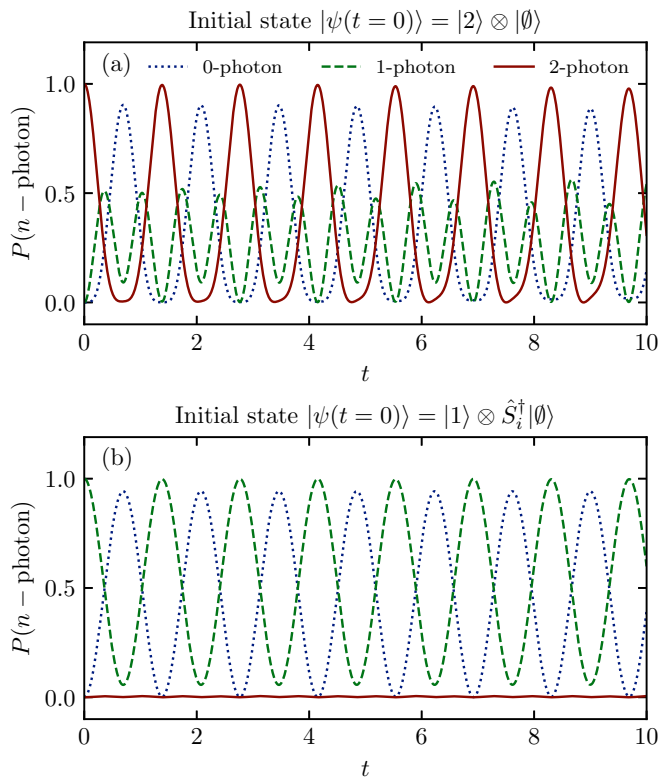 Initial state |ψ(t = 0)⟩ = |2⟩ ⊗ |∅⟩
(a) 0-photon 1-photon 2-photon
1.0
0.5
0.0
P(n − photon)
0 2 4 6 8 10
t
Initial state |ψ(t = 0)⟩ = |1⟩ ⊗ Ŝᵢ†|∅⟩
(b)
1.0
0.5
0.0
P(n − photon)
0 2 4 6 8 10
t